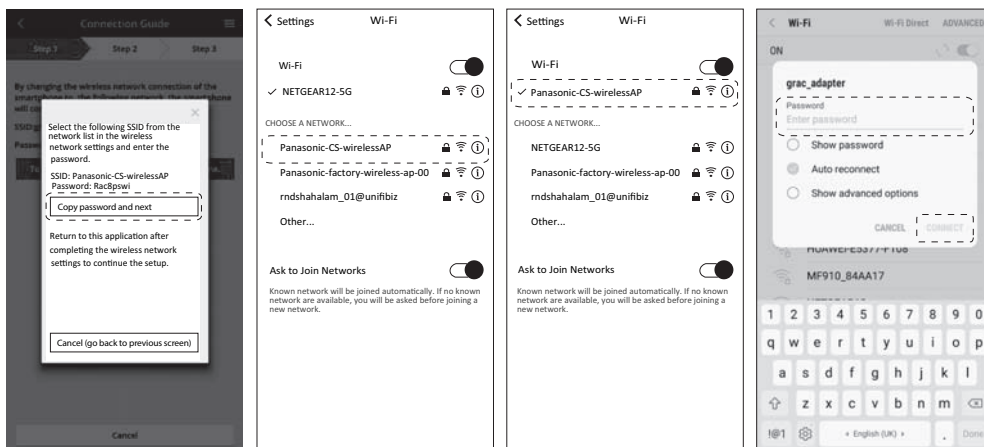 Connection Guide
Step 1 Step 2 Step 3
By changing the wireless network connection of the
smartphone to the following network, the smartphone
will
SSID:
To
Select the following SSID from the
network list in the wireless
network settings and enter the
password.
SSID: Panasonic-CS-wirelessAP
Password: Rac8pswi
Copy password and next
Return to this application after
completing the wireless network
settings to continue the setup.
Cancel (go back to previous screen)
Cancel
Settings Wi-Fi
Wi-Fi
NETGEAR12-5G
CHOOSE A NETWORK...
Panasonic-CS-wirelessAP
Panasonic-factory-wireless-ap-00
rndshahalam_01@unifibiz
Other...
Ask to Join Networks
Known network will be joined automatically. If no known
network are available, you will be asked before joining a
new network.
Settings Wi-Fi
Wi-Fi
Panasonic-CS-wirelessAP
CHOOSE A NETWORK...
NETGEAR12-5G
Panasonic-factory-wireless-ap-00
rndshahalam_01@unifibiz
Other...
Ask to Join Networks
Known network will be joined automatically. If no known
network are available, you will be asked before joining a
new network.
Wi-Fi Wi-Fi Direct ADVANCED
ON
grac_adapter
Password
Enter password
Show password
Auto reconnect
Show advanced options
CANCEL CONNECT
HUAWEI-E5377-F108
MF910_84AA17
1 2 3 4 5 6 7 8 9 0
q w e r t y u i o p
a s d f g h j k l
z x c v b n m
!@1 English (UK) . Done